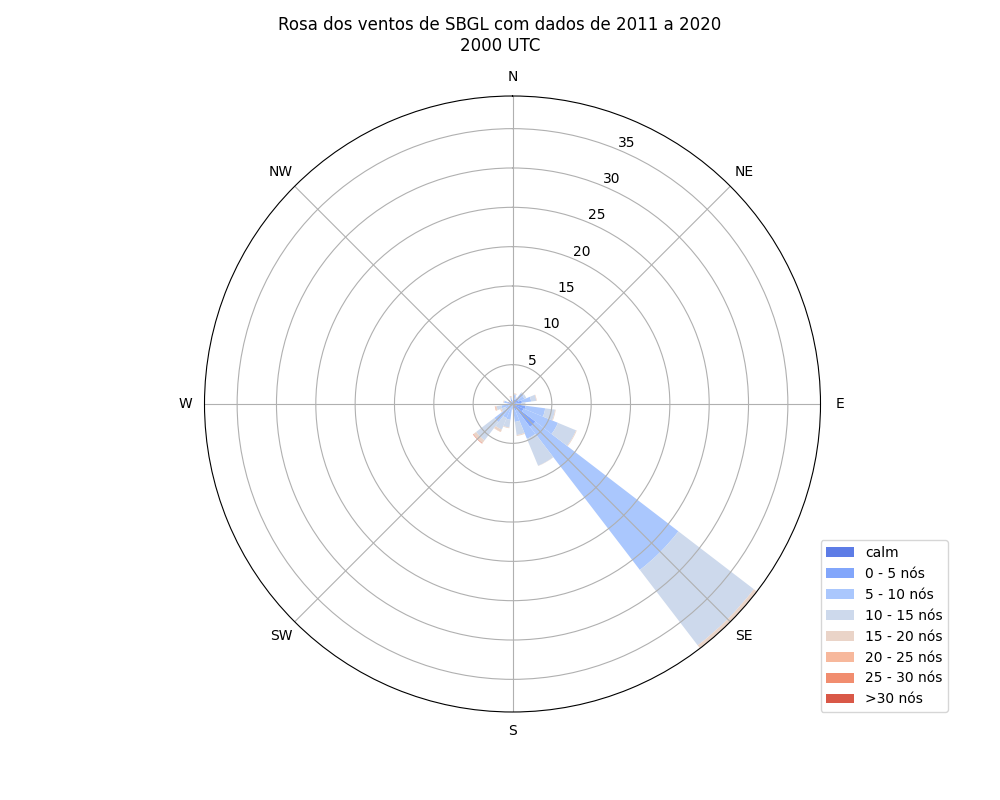 Rosa dos ventos de SBGL com dados de 2011 a 2020
2000 UTC
N
NW
NE
35
30
25
20
15
10
5
W
E
SW
SE
S
calm
0 - 5 nós
5 - 10 nós
10 - 15 nós
15 - 20 nós
20 - 25 nós
25 - 30 nós
>30 nós